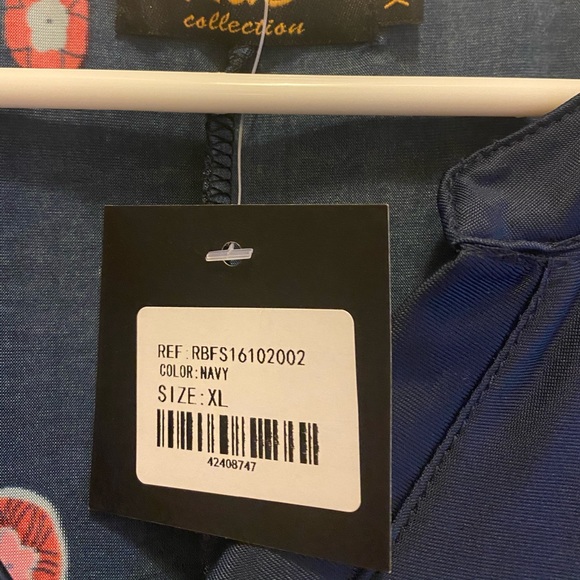 collection
REF:RBFS16102002
COLOR:NAVY
SIZE:XL
42408747